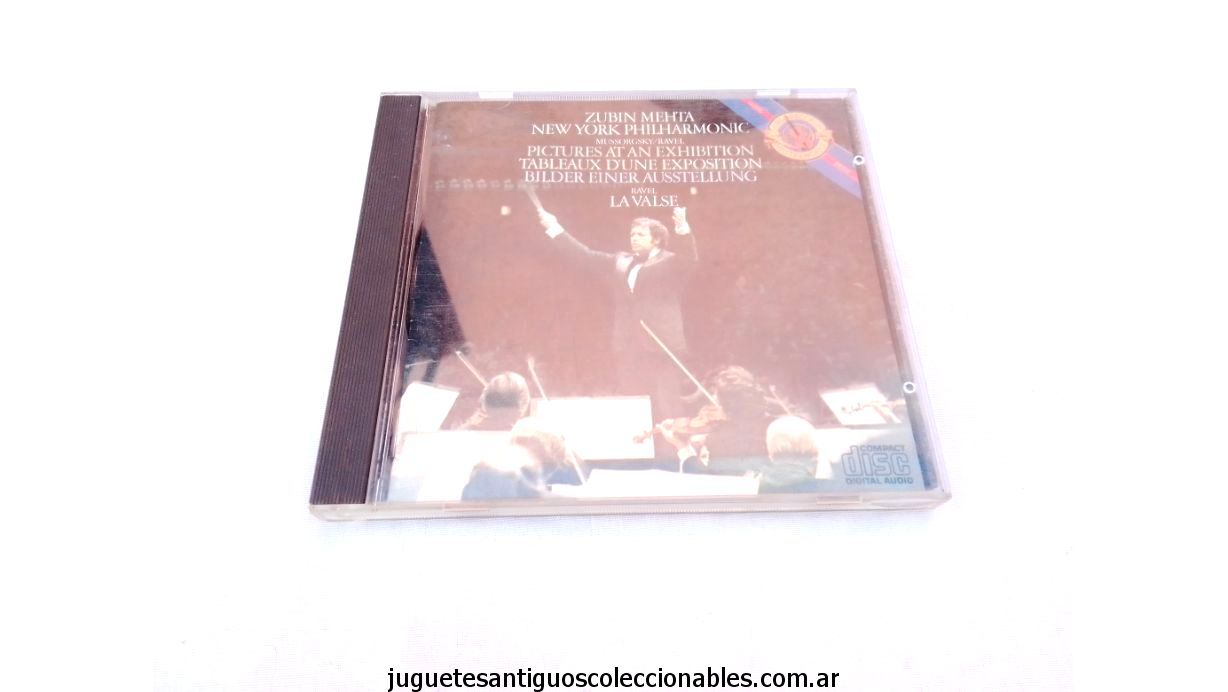 ZUBIN MEHTA
NEW YORK PHILHARMONIC
MUSSORGSKY/RAVEL
PICTURES AT AN EXHIBITION
TABLEAUX D'UNE EXPOSITION
BILDER EINER AUSSTELLUNG
RAVEL
LA VALSE
COMPACT
disc
DIGITAL AUDIO
juguetesantiguoscoleccionables.com.ar